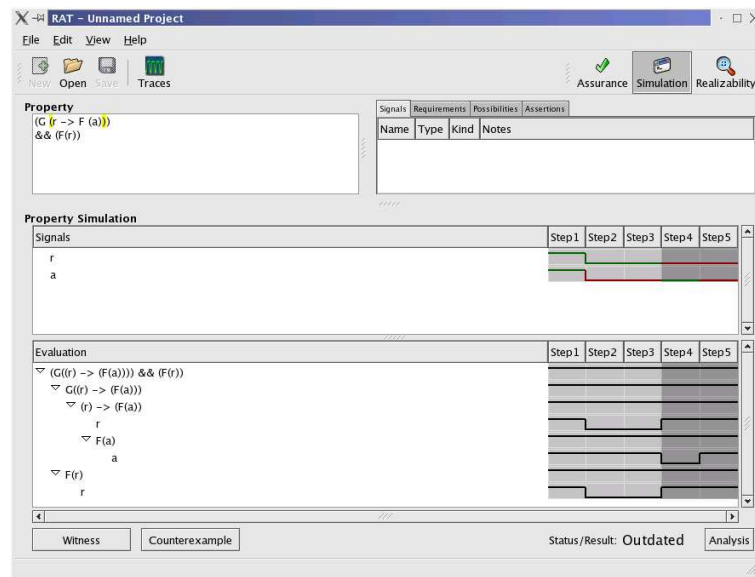 RAT - Unnamed Project
File Edit View Help
New Open Save Traces Assurance Simulation Realizability
Property
(G (r -> F (a)))
&& (F(r))
Signals Requirements Possibilities Assertions
Name Type Kind Notes
Property Simulation
Signals Step1 Step2 Step3 Step4 Step5
r
a
Evaluation Step1 Step2 Step3 Step4 Step5
(G((r) -> (F(a)))) && (F(r))
G((r) -> (F(a)))
(r) -> (F(a))
r
F(a)
a
F(r)
r
Witness Counterexample Status/Result: Outdated Analysis